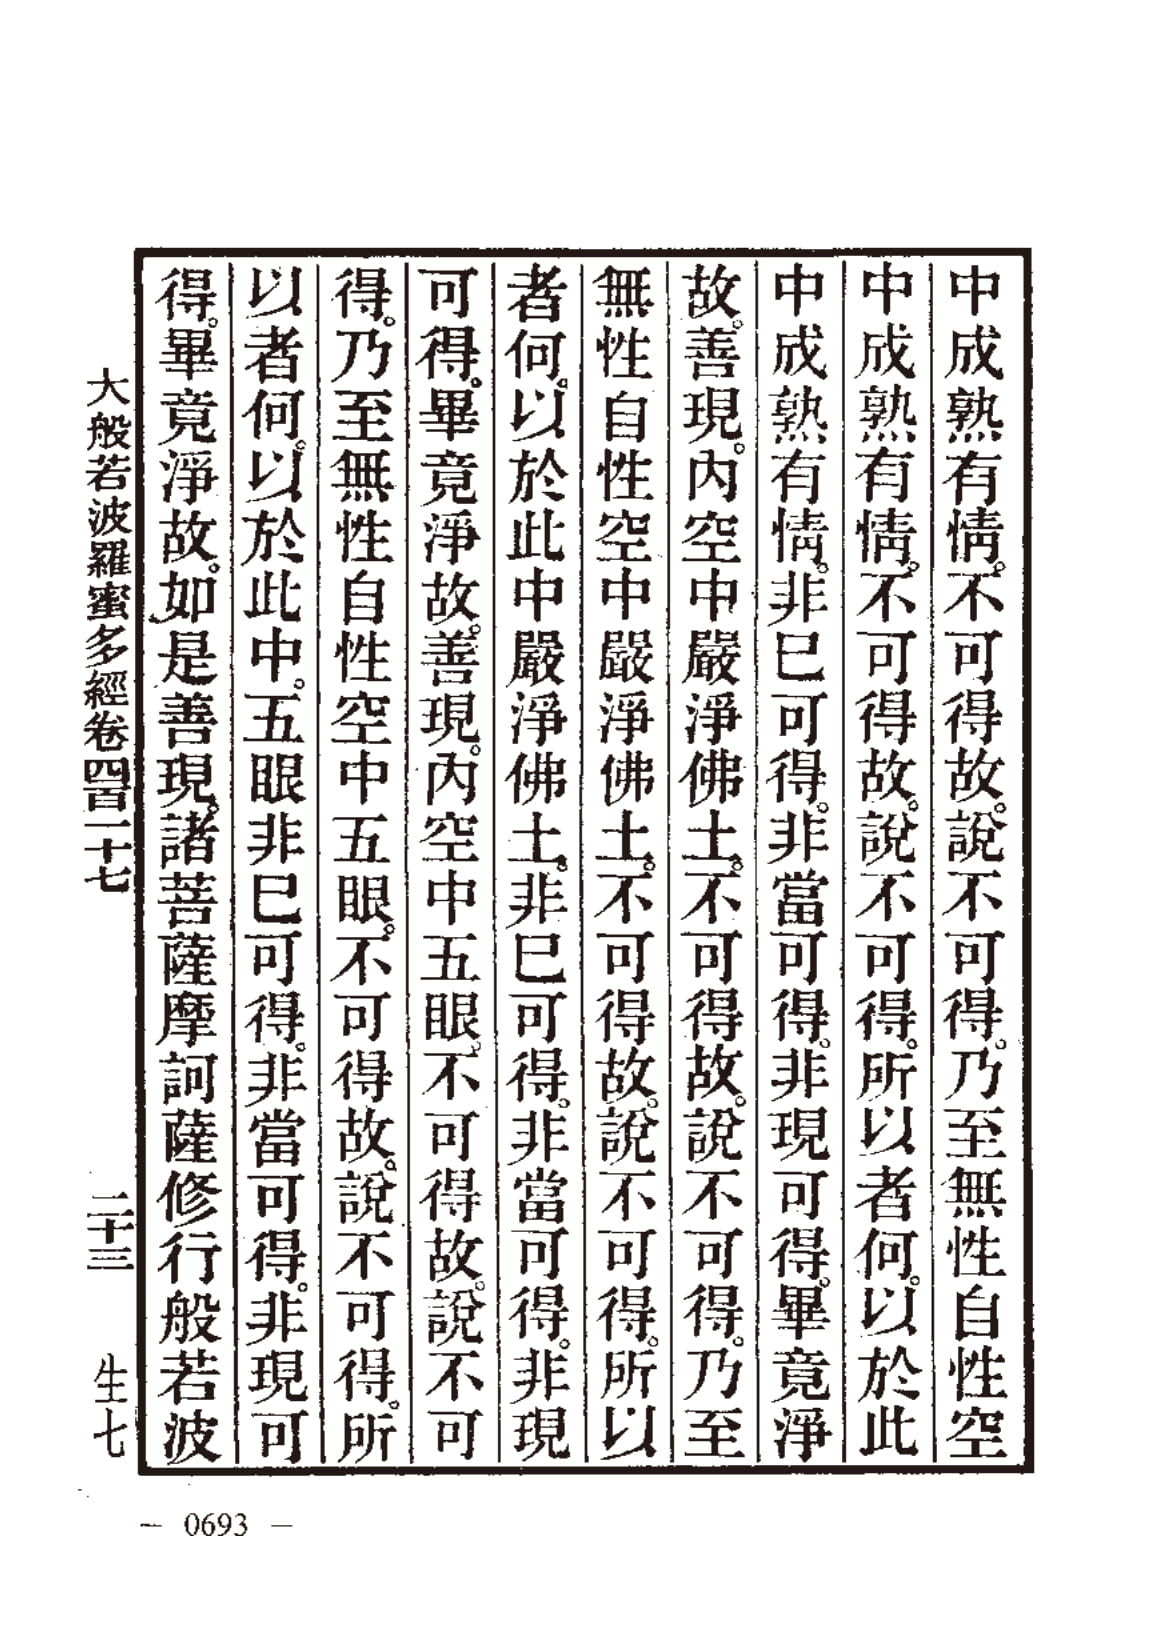 中成熟有情。不可得故。說不可得。乃至無性自性空
中成熟有情。不可得故。說不可得。所以者何。以於此
中成熟有情。非已可得。非當可得。非現可得。畢竟淨
故。善現。內空中嚴淨佛土。不可得故。說不可得。乃至
無性自性空中嚴淨佛土。不可得故。說不可得。所以
者何。以於此中嚴淨佛土。非已可得。非當可得。非現
可得。畢竟淨故。善現。內空中五眼。不可得故。說不可
得。乃至無性自性空中五眼。不可得故。說不可得。所
以者何。以於此中。五眼非已可得。非當可得。非現可
得。畢竟淨故。如是善現。諸菩薩摩訶薩修行般若波
大般若波羅蜜多經卷四百一十七 二十三 生七
— 0693 —